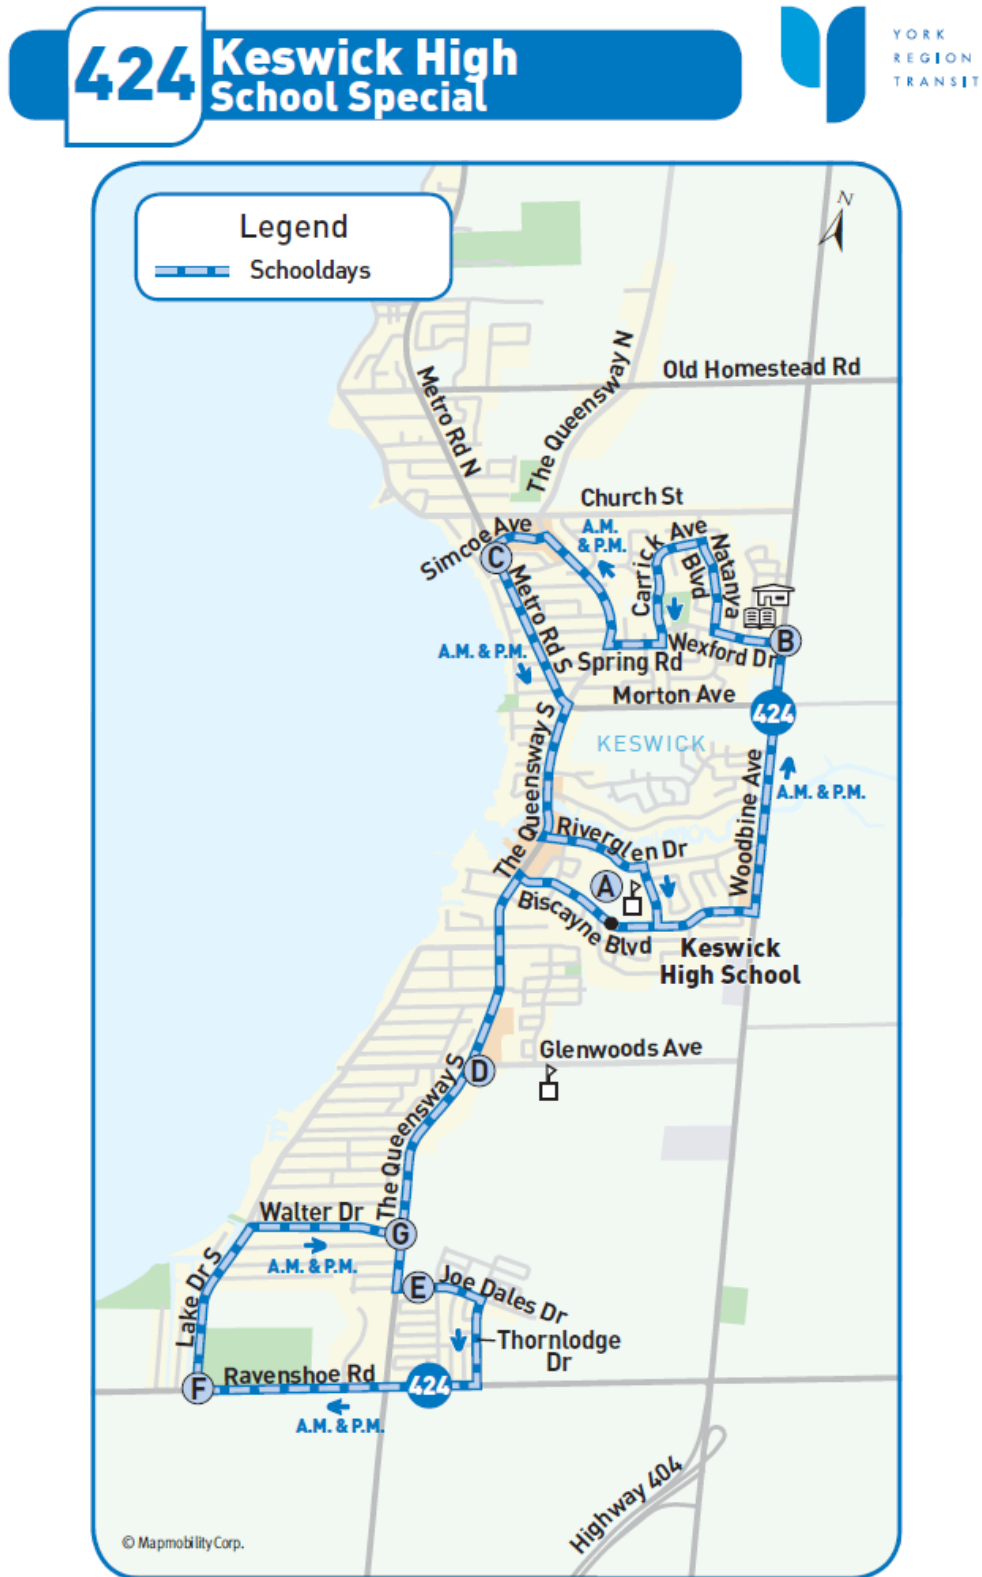 424
Keswick High
School Special
YORK
REGION
TRANSIT
Legend
Schooldays
N
Metro Rd N
The Queensway N
Old Homestead Rd
Church St
Simcoe Ave
A.M.
& P.M.
Carrick Ave
Natanya
Blvd
C
Metro Rd S
B
A.M. & P.M.
Spring Rd
Wexford Dr
Morton Ave
424
KESWICK
The Queensway S
Woodbine Ave
A.M. & P.M.
Riverglen Dr
A
Biscayne Blvd
Keswick
High School
Glenwoods Ave
D
The Queensway S
Walter Dr
G
A.M. & P.M.
Lake Dr S
E
Joe Dales Dr
Thornlodge
Dr
Ravenshoe Rd
F
424
A.M. & P.M.
Highway 404
© Mapmobility Corp.